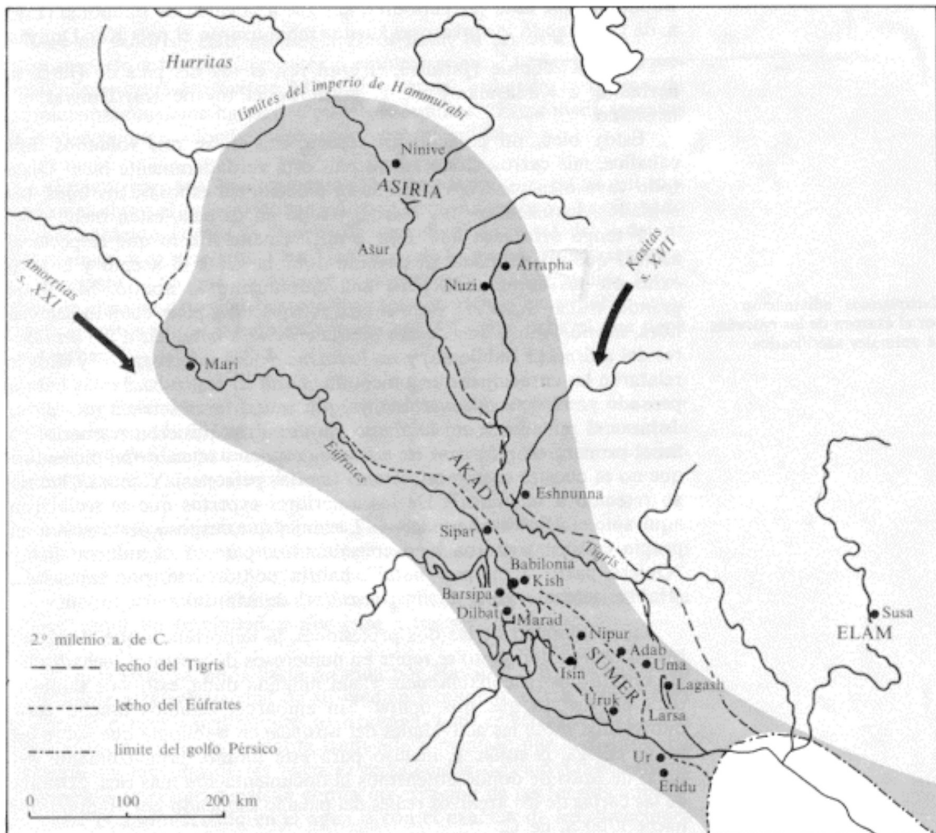 Hurritas
límites del imperio de Hammurabi
Nínive
ASIRIA
Ašur
Arrapha
Nuzi
Kasitas
s. XVII
Amorritas
s. XXI
Mari
Eúfrates
AKAD
Eshnunna
Sipar
Tigris
Babilonia
Kish
Barsipa
Dilbat
Marad
Nipur
Susa
ELAM
Adab
Uma
Isin
SUMER
Lagash
Uruk
Larsa
Ur
Eridu
2.º milenio a. de C.
lecho del Tigris
lecho del Eúfrates
limite del golfo Pérsico
0 100 200 km